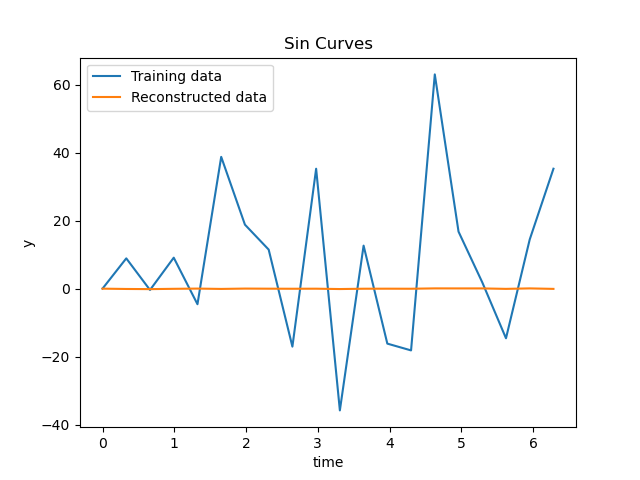 Sin Curves
Training data
Reconstructed data
60
40
20
0
−20
−40
y
0 1 2 3 4 5 6
time